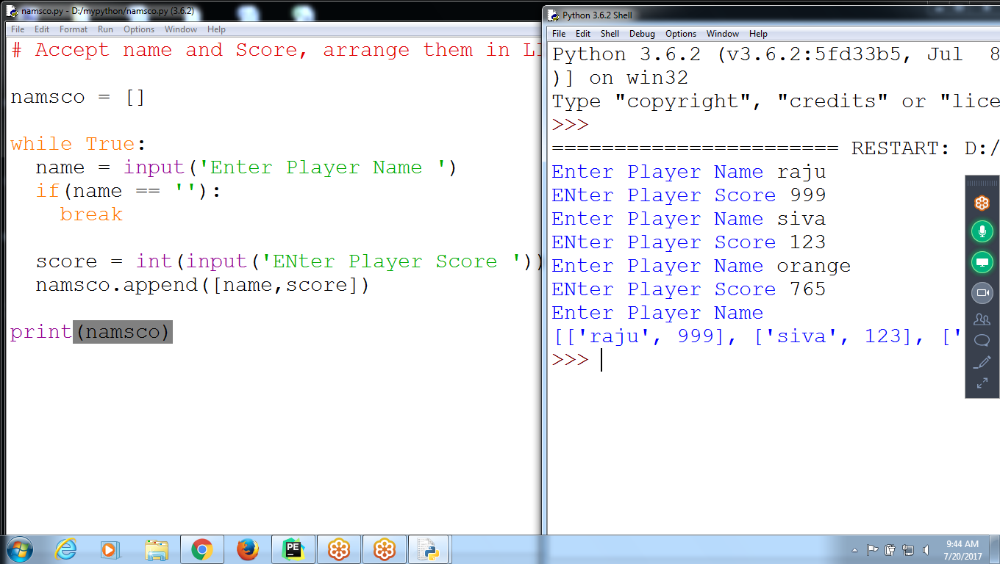 namsco.py - D:/mypython/namsco.py (3.6.2)
File Edit Format Run Options Window Help
# Accept name and Score, arrange them in
namsco = []
while True:
name = input('Enter Player Name ')
if(name == ''):
break
score = int(input('ENter Player Score '))
namsco.append([name,score])
print(namsco)
Python 3.6.2 Shell
File Edit Shell Debug Options Window Help
Python 3.6.2 (v3.6.2:5fd33b5, Jul 8
)] on win32
Type "copyright", "credits" or "lice
>>>
======================= RESTART: D:/
Enter Player Name raju
ENter Player Score 999
Enter Player Name siva
ENter Player Score 123
Enter Player Name orange
ENter Player Score 765
Enter Player Name
[['raju', 999], ['siva', 123], ['
>>>
PE
9:44 AM
7/20/2017